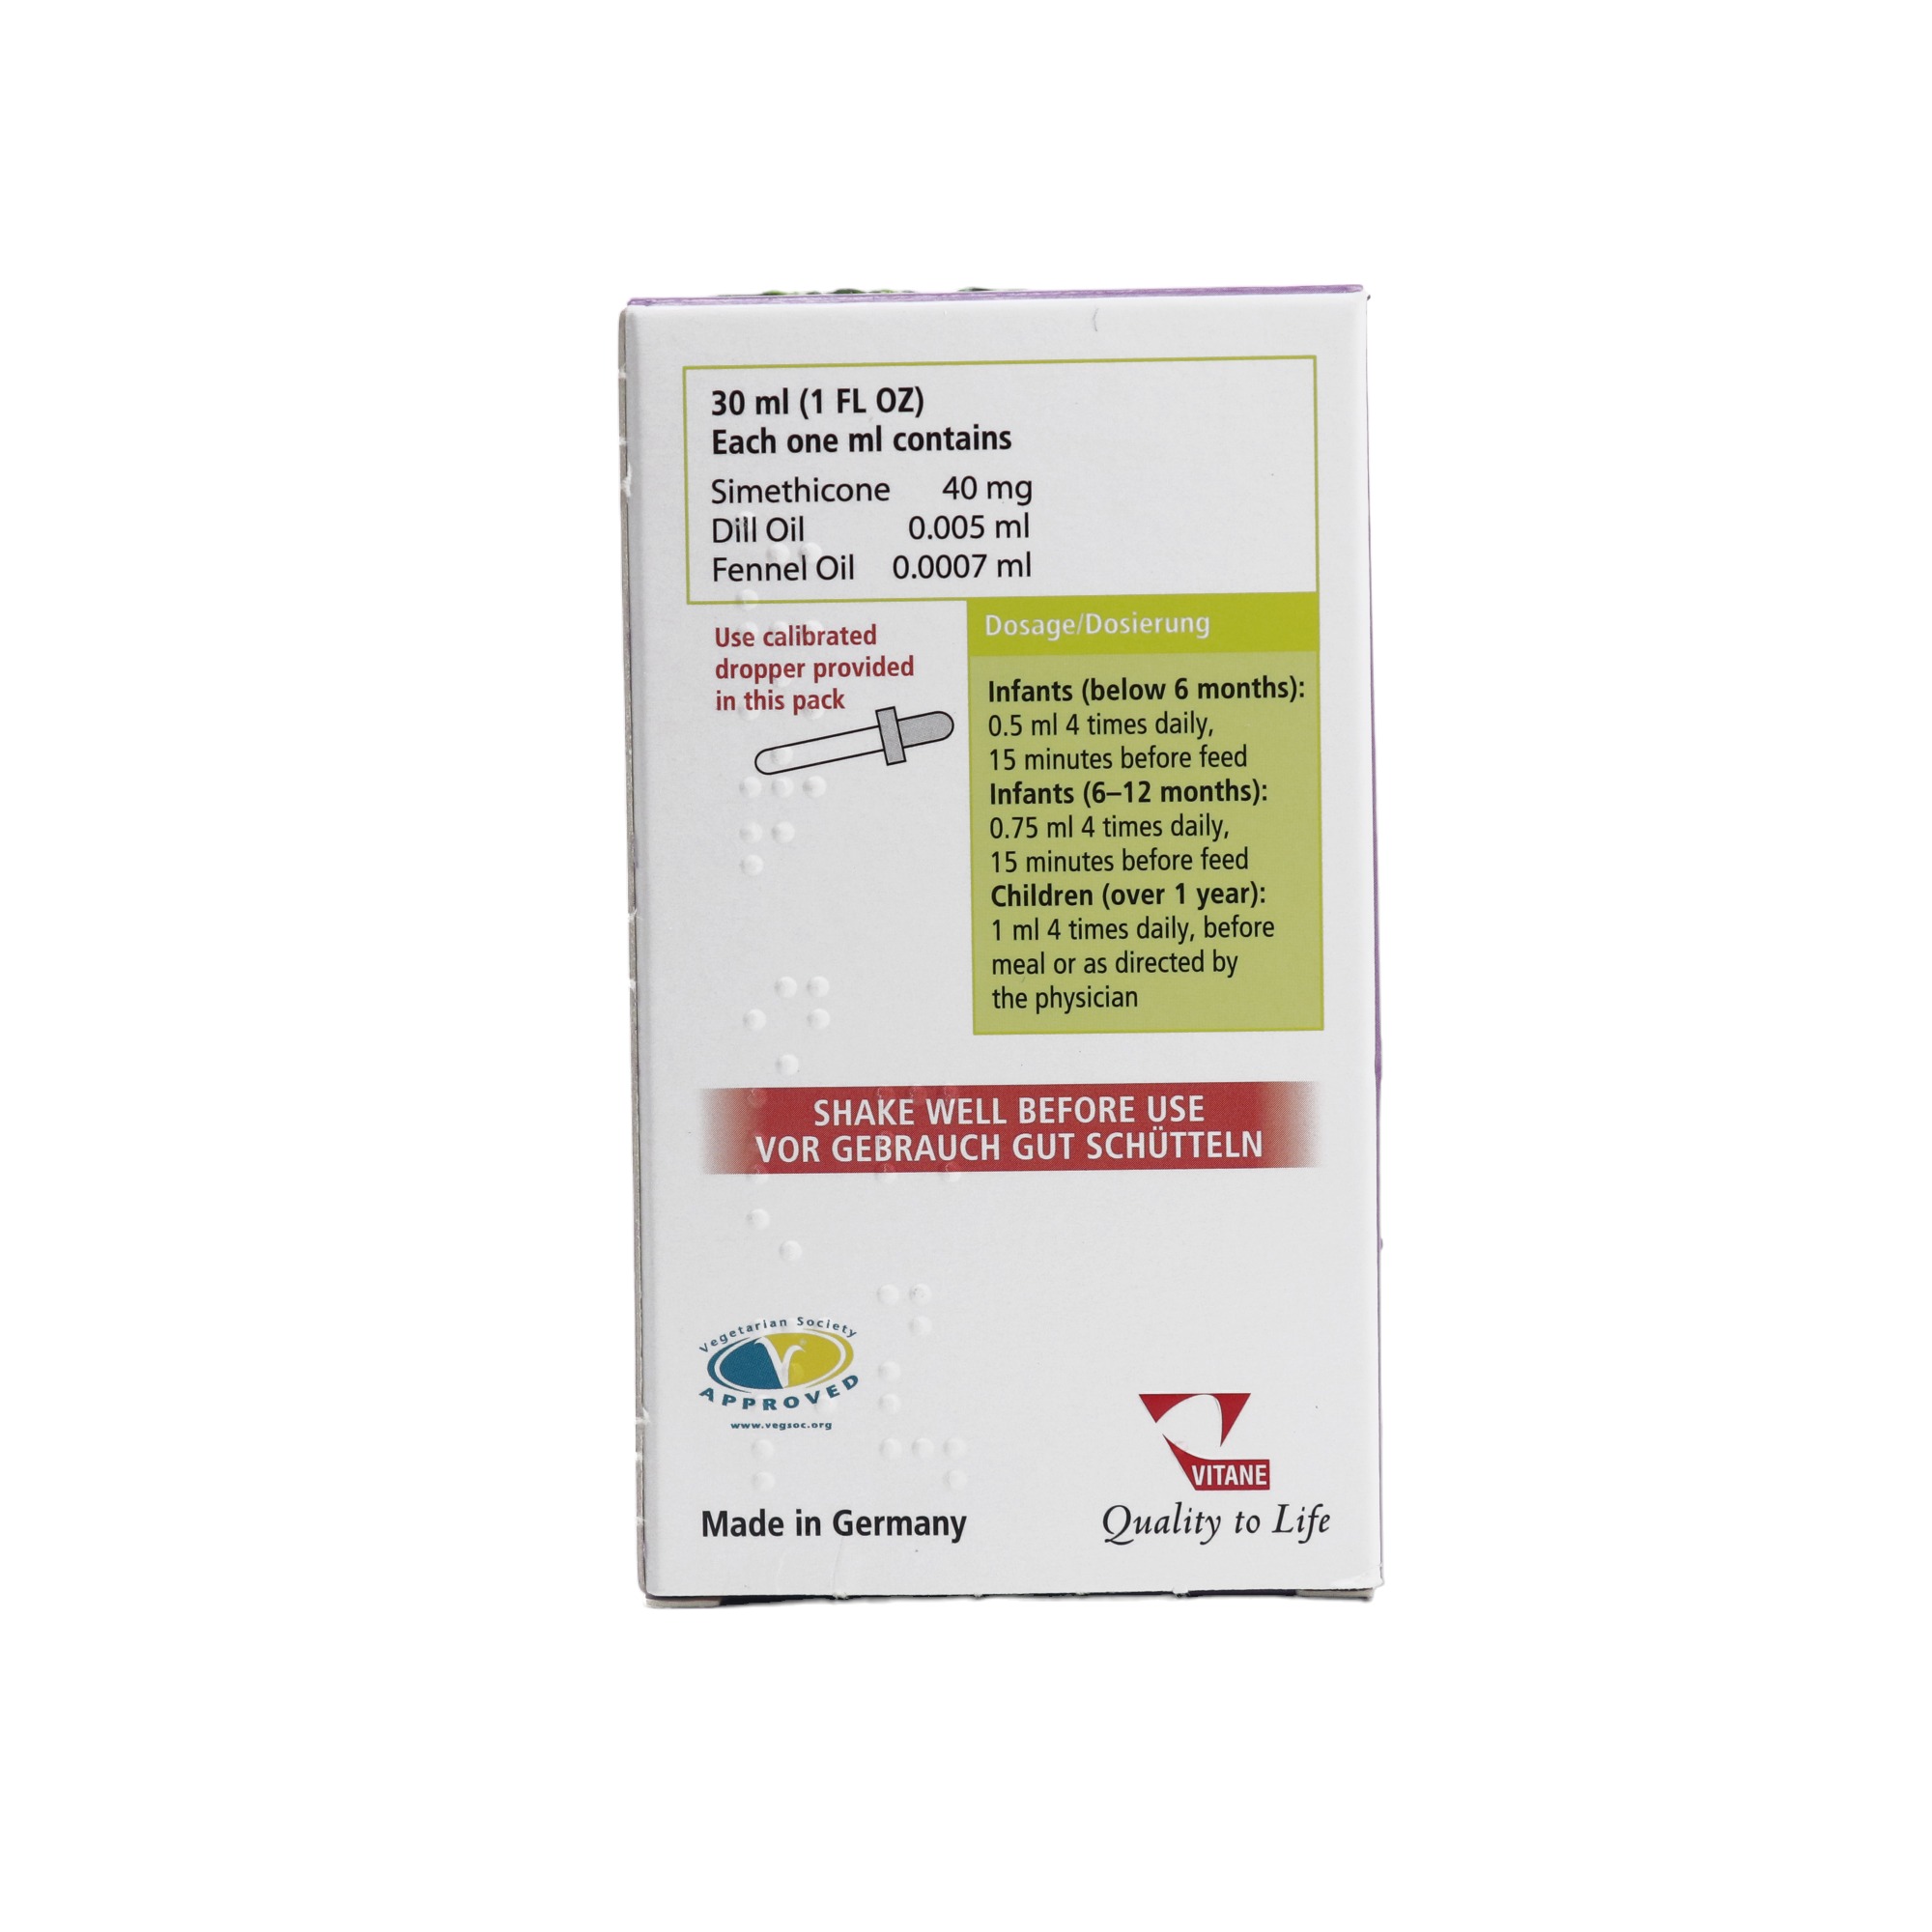 30 ml (1 FL OZ)
Each one ml contains
Simethicone 40 mg
Dill Oil 0.005 ml
Fennel Oil 0.0007 ml
Use calibrated
dropper provided
in this pack
Dosage/Dosierung
Infants (below 6 months):
0.5 ml 4 times daily,
15 minutes before feed
Infants (6–12 months):
0.75 ml 4 times daily,
15 minutes before feed
Children (over 1 year):
1 ml 4 times daily, before
meal or as directed by
the physician
SHAKE WELL BEFORE USE
VOR GEBRAUCH GUT SCHÜTTELN
Vegetarian Society
APPROVED
www.vegsoc.org
Made in Germany
VITANE
Quality to Life